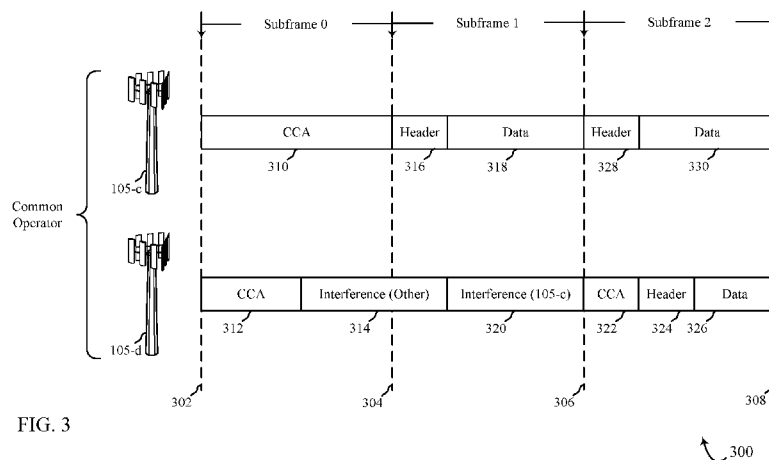 Subframe 0 Subframe 1 Subframe 2
CCA Header Data Header Data
310 316 318 328 330
105-c
Common
Operator
CCA Interference (Other) Interference (105-c) CCA Header Data
312 314 320 322 324 326
105-d
302 304 306 308
FIG. 3
300